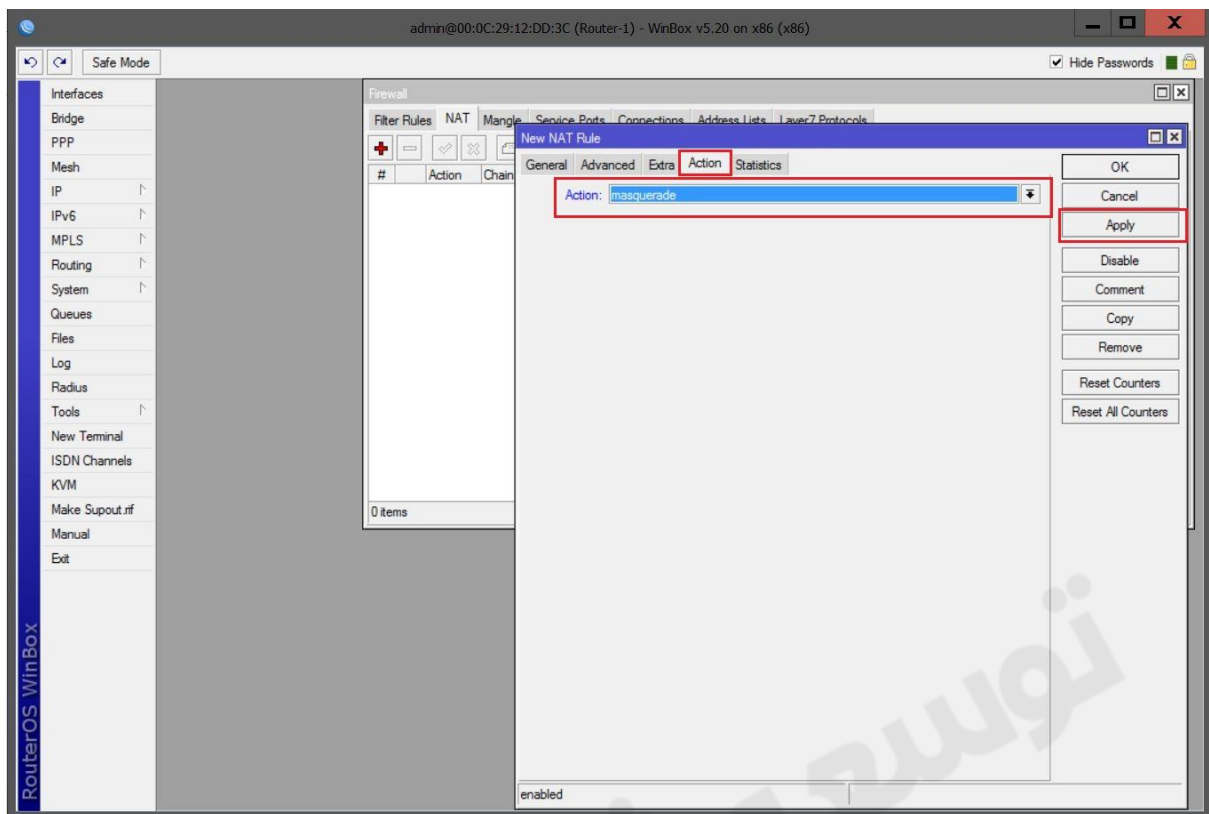 admin@00:0C:29:12:DD:3C (Router-1) - WinBox v5.20 on x86 (x86)
Safe Mode
Hide Passwords
Interfaces
Bridge
PPP
Mesh
IP
IPv6
MPLS
Routing
System
Queues
Files
Log
Radius
Tools
New Terminal
ISDN Channels
KVM
Make Supout.rif
Manual
Exit
RouterOS WinBox
Firewall
Filter Rules NAT Mangle Service Ports Connections Address Lists Layer7 Protocols
# Action Chain
0 items
New NAT Rule
General Advanced Extra Action Statistics
Action: masquerade
OK
Cancel
Apply
Disable
Comment
Copy
Remove
Reset Counters
Reset All Counters
enabled